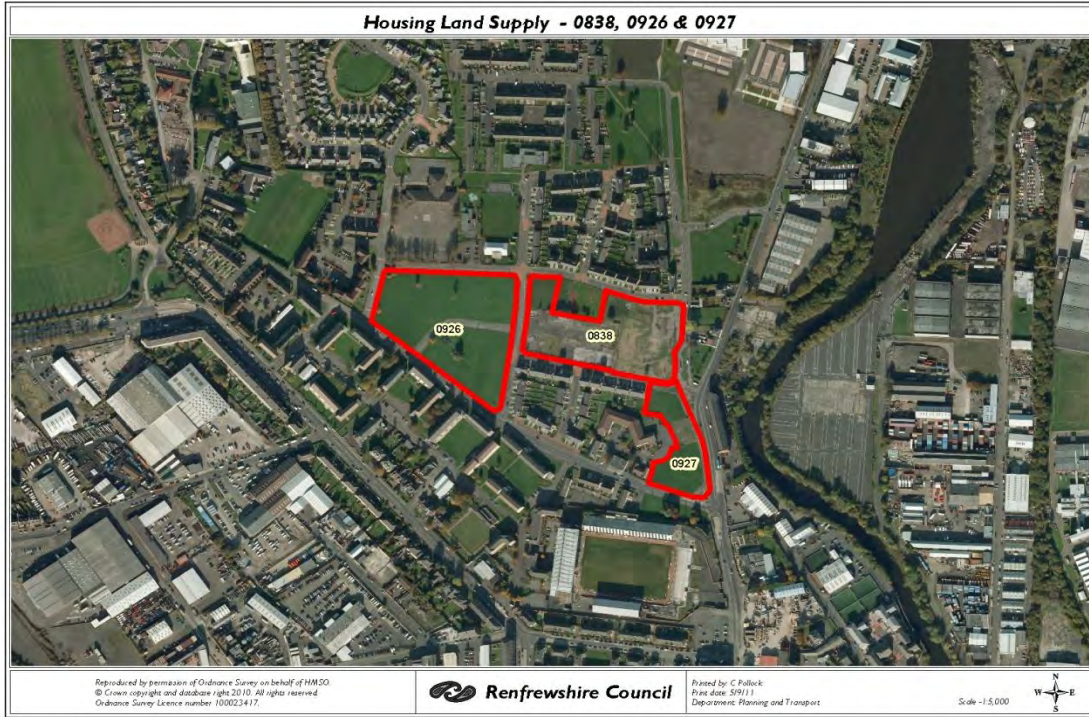 Housing Land Supply - 0838, 0926 & 0927
0926
0838
0927
Reproduced by permission of Ordnance Survey on behalf of HMSO.
© Crown copyright and database right 2010. All rights reserved.
Ordnance Survey Licence number 100023417.
Renfrewshire Council
Printed by: C Pollock
Print date: 5/9/11
Department: Planning and Transport
Scale -1:5,000
N
W E
S